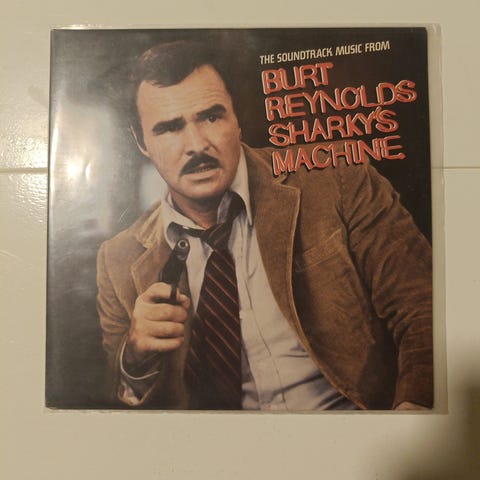 THE SOUNDTRACK MUSIC FROM
BURT
REYNOLDS
SHARKY'S
MACHINE